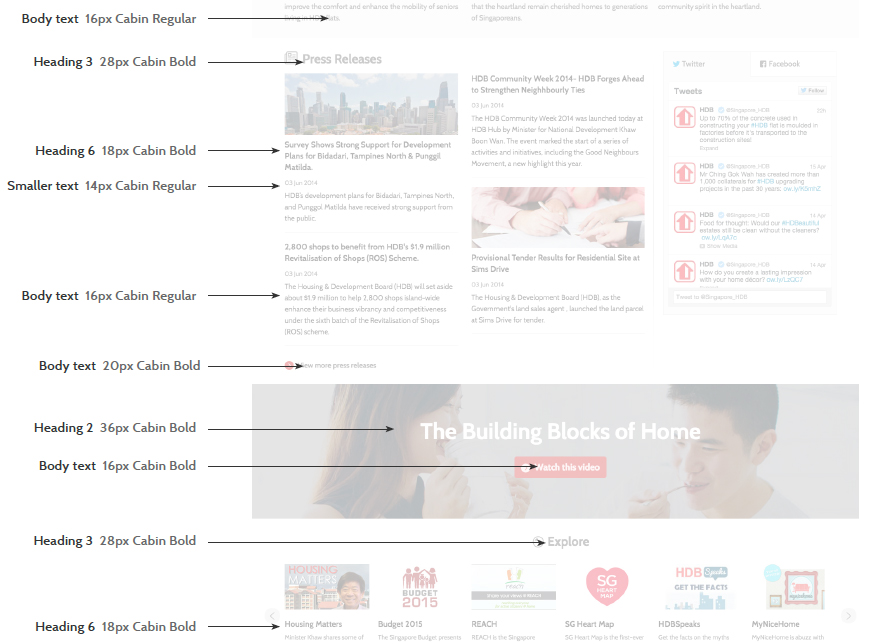 improve the comfort and enhance the mobility of seniors
living in HDB flats.
that the heartland remain cherished homes to generations
of Singaporeans.
community spirit in the heartland.
Body text 16px Cabin Regular
Heading 3 28px Cabin Bold
Press Releases
Heading 6 18px Cabin Bold
Survey Shows Strong Support for Development
Plans for Bidadari, Tampines North & Punggil
Matilda.
Smaller text 14px Cabin Regular
03 Jun 2014
HDB's development plans for Bidadari, Tampines North,
and Punggol Matilda have received strong support from
the public.
2,800 shops to benefit from HDB's $1.9 million
Revitalisation of Shops (ROS) Scheme.
03 Jun 2014
Body text 16px Cabin Regular
The Housing & Development Board (HDB) will set aside
about $1.9 million to help 2,800 shops island-wide
enhance their business vibrancy and competitiveness
under the sixth batch of the Revitalisation of Shops
(ROS) scheme.
Body text 20px Cabin Bold
View more press releases
HDB Community Week 2014- HDB Forges Ahead
to Strengthen Neighhbourly Ties
03 Jun 2014
The HDB Community Week 2014 was launched today at
HDB Hub by Minister for National Development Khaw
Boon Wan. The event marked the start of a series of
activities and initiatives, including the Good Neighbours
Movement, a new highlight this year.
Provisional Tender Results for Residential Site at
Sims Drive
03 Jun 2014
The Housing & Development Board (HDB), as the
Government's land sales agent , launched the land parcel
at Sims Drive for tender.
Twitter Facebook
Tweets Follow
HDB @Singapore_HDB
Up to 70% of the concrete used in
constructing your #HDB flat is moulded in
factories before it's transported to the
construction site!
Expand
HDB @Singapore_HDB 16 Apr
Mr Ching Gok Wah has created more than
1 000 collaterals for #HDB upgrading
projects in the past 30 years.
HDB @Singapore_HDB 15 Apr
Food for thought: Would our #HDBeautiful
estates still be clean without the cleaners?
ow.ly/LqA7c
Show Media
HDB @Singapore_HDB 14 Apr
How do you create a lasting impression
with your home décor? ow.ly/LzGC7
Tweet to @Singapore_HDB
Heading 2 36px Cabin Bold
The Building Blocks of Home
Body text 16px Cabin Bold
Watch this video
Heading 3 28px Cabin Bold
Explore
HOUSING
MATTERS
BUDGET
2015
REACH
SG
HEART
MAP
HDB Speaks
GET THE FACTS
Heading 6 18px Cabin Bold
Housing Matters
Budget 2015
REACH
SG Heart Map
HDBSpeaks
MyNiceHome
Minister Khaw shares some of
The Singapore Budget presents
REACH is the Singapore
SG Heart Map is the first-ever
Get the facts on the myths
MyNiceHome is abuzz with